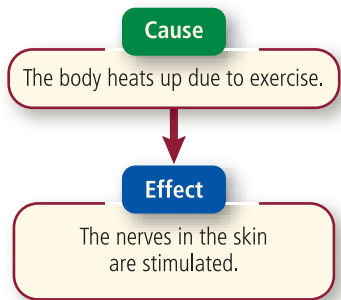 Cause
The body heats up due to exercise.
Effect
The nerves in the skin
are stimulated.